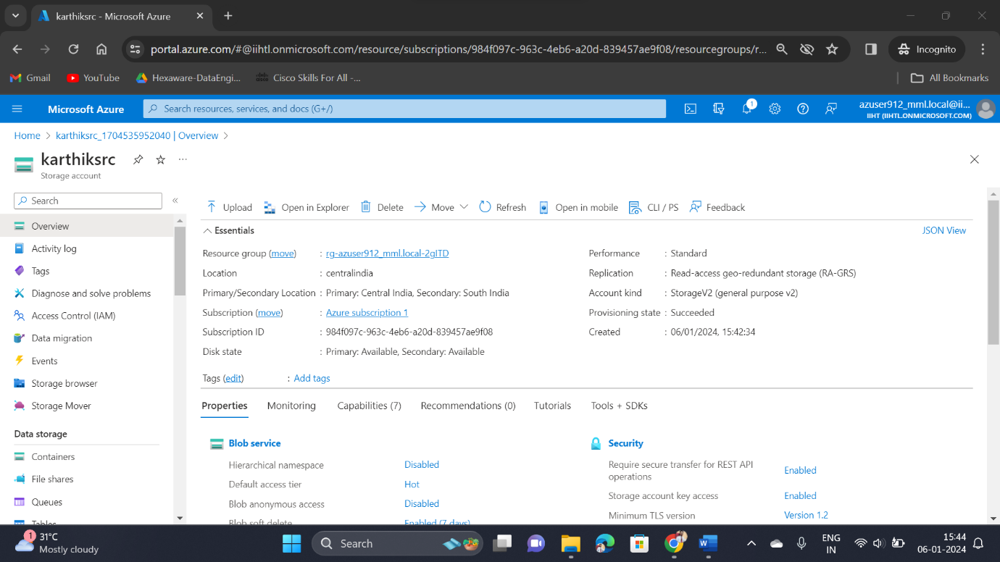 karthiksrc - Microsoft Azure
portal.azure.com/#@iihtl.onmicrosoft.com/resource/subscriptions/984f097c-963c-4eb6-a20d-839457ae9f08/resourcegroups/r...
Incognito
Gmail
YouTube
Hexaware-DataEngi...
Cisco Skills For All -...
All Bookmarks
Microsoft Azure
Search resources, services, and docs (G+/)
1
azuser912_mml.local@ii...
IIHT (IIHTL.ONMICROSOFT.COM)
Home > karthiksrc_1704535952040 | Overview >
karthiksrc
Storage account
Search
Overview
Activity log
Tags
Diagnose and solve problems
Access Control (IAM)
Data migration
Events
Storage browser
Storage Mover
Data storage
Containers
File shares
Queues
Tables
Upload Open in Explorer Delete Move Refresh Open in mobile CLI / PS Feedback
Essentials
JSON View
Resource group (move) : rg-azuser912_mml.local-2gITD
Location : centralindia
Primary/Secondary Location : Primary: Central India, Secondary: South India
Subscription (move) : Azure subscription 1
Subscription ID : 984f097c-963c-4eb6-a20d-839457ae9f08
Disk state : Primary: Available, Secondary: Available
Performance : Standard
Replication : Read-access geo-redundant storage (RA-GRS)
Account kind : StorageV2 (general purpose v2)
Provisioning state : Succeeded
Created : 06/01/2024, 15:42:34
Tags (edit) : Add tags
Properties Monitoring Capabilities (7) Recommendations (0) Tutorials Tools + SDKs
Blob service
Hierarchical namespace Disabled
Default access tier Hot
Blob anonymous access Disabled
Blob soft delete Enabled (7 days)
Security
Require secure transfer for REST API
operations
Enabled
Storage account key access Enabled
Minimum TLS version Version 1.2
1
31°C
Mostly cloudy
Search
ENG
IN
15:44
06-01-2024